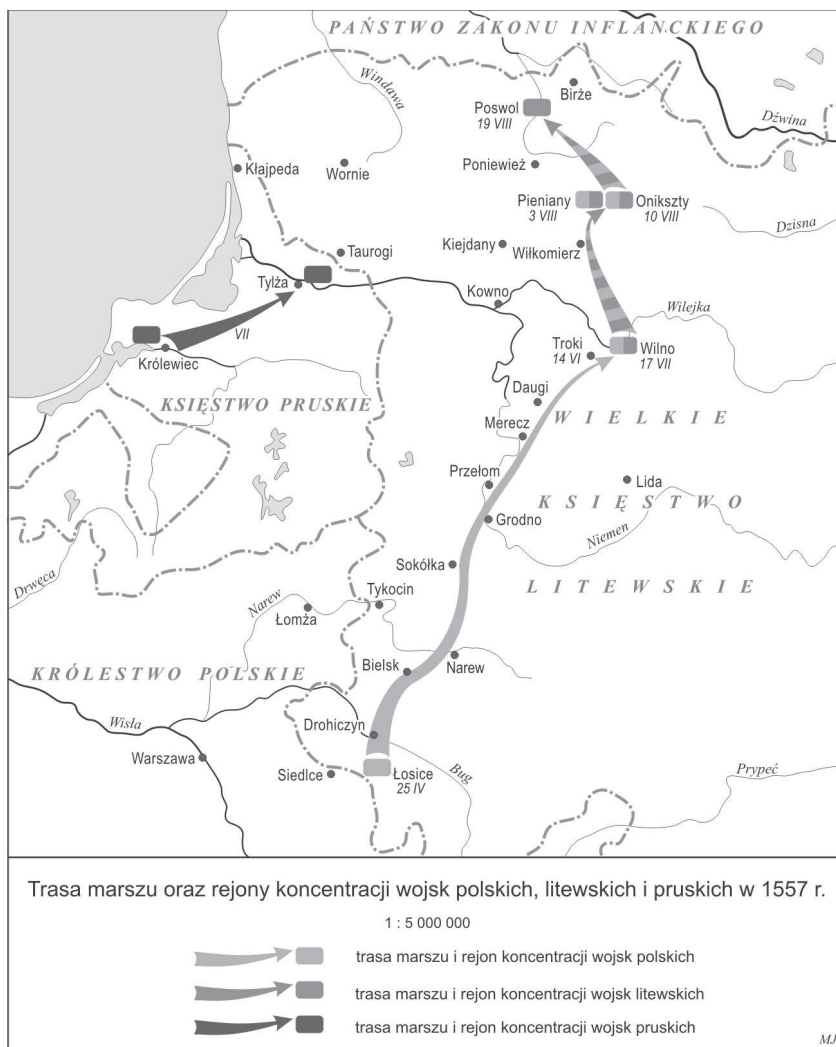 PAŃSTWO ZAKONU INFLANCKIEGO
Windawa
Birże
Poswol
19 VIII
Dźwina
Kłajpeda
Wornie
Poniewież
Pieniany
3 VIII
Onikszty
10 VIII
Dzisna
Taurogi
Kiejdany
Wiłkomierz
Tylża
Kowno
VII
Wilejka
Królewiec
Troki
14 VI
Wilno
17 VII
Daugi
KSIĘSTWO PRUSKIE
WIELKIE
Merecz
Przełom
Lida
KSIĘSTWO
Grodno
Niemen
Sokółka
LITEWSKIE
Drwęca
Narew
Tykocin
Łomża
KRÓLESTWO POLSKIE
Bielsk
Narew
Wisła
Drohiczyn
Warszawa
Siedlce
Łosice
25 IV
Bug
Prypeć
Trasa marszu oraz rejony koncentracji wojsk polskich, litewskich i pruskich w 1557 r.
1 : 5 000 000
trasa marszu i rejon koncentracji wojsk polskich
trasa marszu i rejon koncentracji wojsk litewskich
trasa marszu i rejon koncentracji wojsk pruskich
MJ